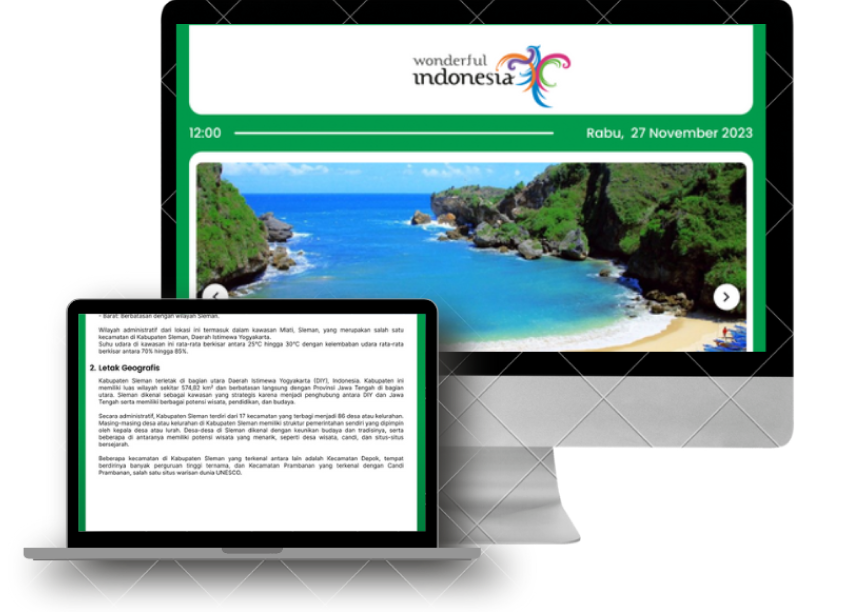 wonderful
indonesia
12:00
Rabu, 27 November 2023
- Barat: berbatasan dengan wilayah Sleman.
Wilayah administratif dari lokasi ini termasuk dalam kawasan Mlati, Sleman, yang merupakan salah satu
kecamatan di Kabupaten Sleman, Daerah Istimewa Yogyakarta.
Suhu udara di kawasan ini rata-rata berkisar antara 25°C hingga 30°C dengan kelembaban udara rata-rata
berkisar antara 70% hingga 85%.
2. Letak Geografis
Kabupaten Sleman terletak di bagian utara Daerah Istimewa Yogyakarta (DIY), Indonesia. Kabupaten ini
memiliki luas wilayah sekitar 574,82 km² dan berbatasan langsung dengan Provinsi Jawa Tengah di bagian
utara. Sleman dikenal sebagai kawasan yang strategis karena menjadi penghubung antara DIY dan Jawa
Tengah serta memiliki berbagai potensi wisata, pendidikan, dan budaya.
Secara administratif, Kabupaten Sleman terdiri dari 17 kecamatan yang terbagi menjadi 86 desa atau kelurahan.
Masing-masing desa atau kelurahan di Kabupaten Sleman memiliki struktur pemerintahan sendiri yang dipimpin
oleh kepala desa atau lurah. Desa-desa di Sleman dikenal dengan keunikan budaya dan tradisinya, serta
beberapa di antaranya memiliki potensi wisata yang menarik, seperti desa wisata, candi, dan situs-situs
bersejarah.
Beberapa kecamatan di Kabupaten Sleman yang terkenal antara lain adalah Kecamatan Depok, tempat
berdirinya banyak perguruan tinggi ternama, dan Kecamatan Prambanan yang terkenal dengan Candi
Prambanan, salah satu situs warisan dunia UNESCO.